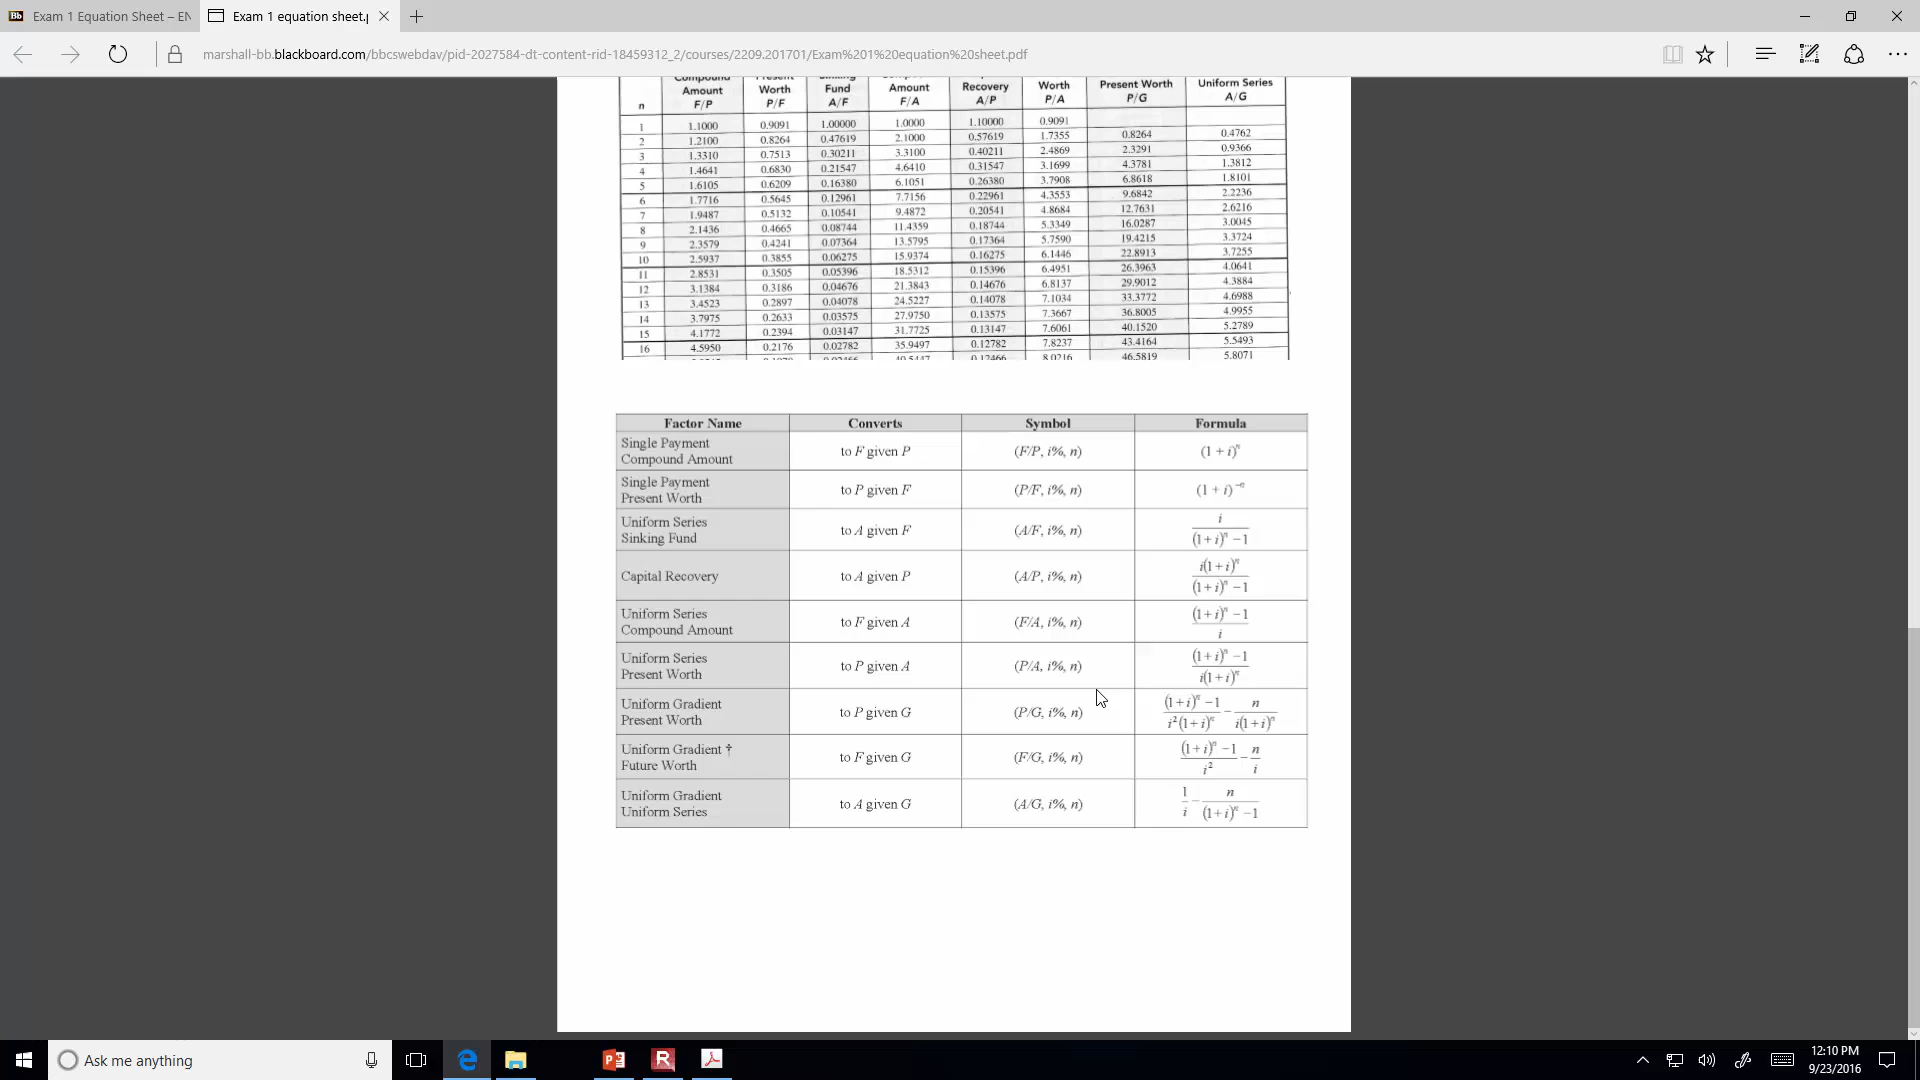 Exam 1 Equation Sheet – EN
Exam 1 equation sheet.p
marshall-bb.blackboard.com/bbcswebdav/pid-2027584-dt-content-rid-18459312_2/courses/2209.201701/Exam%201%20equation%20sheet.pdf
n Compound Amount F/P Present Worth P/F Sinking Fund A/F Amount F/A Recovery A/P Worth P/A Present Worth P/G Uniform Series A/G
1 1.1000 0.9091 1.00000 1.0000 1.10000 0.9091
2 1.2100 0.8264 0.47619 2.1000 0.57619 1.7355 0.8264 0.4762
3 1.3310 0.7513 0.30211 3.3100 0.40211 2.4869 2.3291 0.9366
4 1.4641 0.6830 0.21547 4.6410 0.31547 3.1699 4.3781 1.3812
5 1.6105 0.6209 0.16380 6.1051 0.26380 3.7908 6.8618 1.8101
6 1.7716 0.5645 0.12961 7.7156 0.22961 4.3553 9.6842 2.2236
7 1.9487 0.5132 0.10541 9.4872 0.20541 4.8684 12.7631 2.6216
8 2.1436 0.4665 0.08744 11.4359 0.18744 5.3349 16.0287 3.0045
9 2.3579 0.4241 0.07364 13.5795 0.17364 5.7590 19.4215 3.3724
10 2.5937 0.3855 0.06275 15.9374 0.16275 6.1446 22.8913 3.7255
11 2.8531 0.3505 0.05396 18.5312 0.15396 6.4951 26.3963 4.0641
12 3.1384 0.3186 0.04676 21.3843 0.14676 6.8137 29.9012 4.3884
13 3.4523 0.2897 0.04078 24.5227 0.14078 7.1034 33.3772 4.6988
14 3.7975 0.2633 0.03575 27.9750 0.13575 7.3667 36.8005 4.9955
15 4.1772 0.2394 0.03147 31.7725 0.13147 7.6061 40.1520 5.2789
16 4.5950 0.2176 0.02782 35.9497 0.12782 7.8237 43.4164 5.5493
0.12466 8.0216 46.5819 5.8071
Factor Name Converts Symbol Formula
Single Payment Compound Amount to F given P (F/P, i%, n) (1 + i)^n
Single Payment Present Worth to P given F (P/F, i%, n) (1 + i)^–n
Uniform Series Sinking Fund to A given F (A/F, i%, n) i / ((1+i)^n −1)
Capital Recovery to A given P (A/P, i%, n) i(1+i)^n / ((1+i)^n −1)
Uniform Series Compound Amount to F given A (F/A, i%, n) ((1+i)^n −1) / i
Uniform Series Present Worth to P given A (P/A, i%, n) ((1+i)^n −1) / (i(1+i)^n)
Uniform Gradient Present Worth to P given G (P/G, i%, n) ((1+i)^n −1) / (i²(1+i)^n) − n / (i(1+i)^n)
Uniform Gradient † Future Worth to F given G (F/G, i%, n) ((1+i)^n −1) / i² − n / i
Uniform Gradient Uniform Series to A given G (A/G, i%, n) 1 / i − n / ((1+i)^n −1)
Ask me anything
12:10 PM
9/23/2016